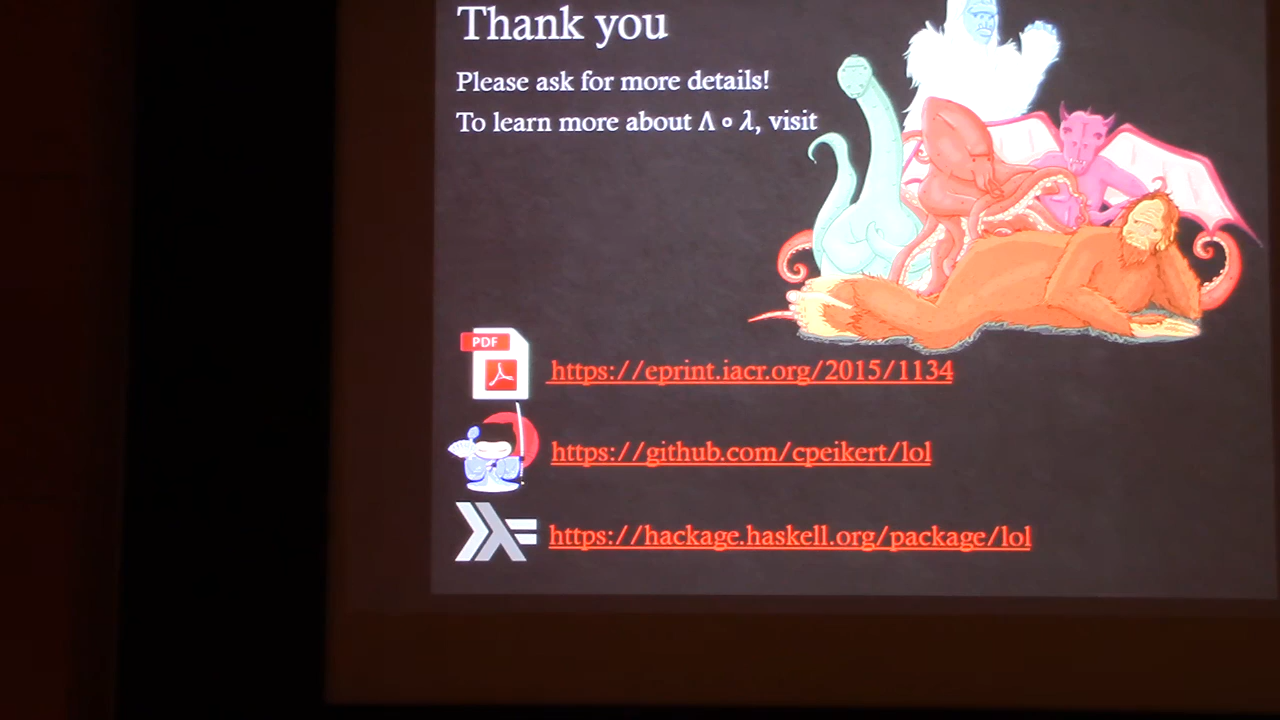 Thank you
Please ask for more details!
To learn more about Λ ∘ λ, visit
PDF
https://eprint.iacr.org/2015/1134
https://github.com/cpeikert/lol
https://hackage.haskell.org/package/lol